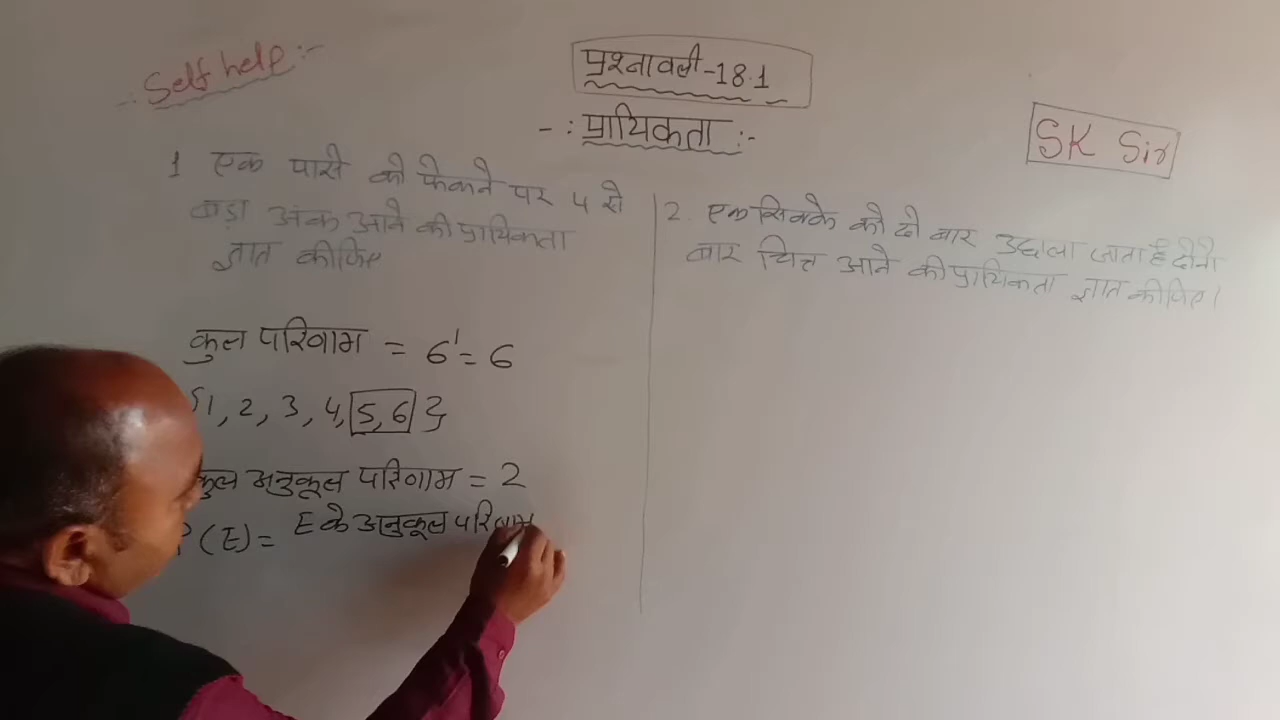 Self help :-
प्रश्नावली-18.1
-: प्रायिकता :-
SK Sir
1 एक पासे को फेकने पर 4 से
बड़ा अंक आने की प्रायिकता
ज्ञात कीजिए
2. एक सिक्के को दो बार उछाला जाता है दोनो
बार चित्त आने की प्रायिकता ज्ञात कीजिए।
कुल परिणाम = 6¹ = 6
{1, 2, 3, 4, 5, 6}
कुल अनुकूल परिणाम = 2
P(E) = E के अनुकूल परिणाम